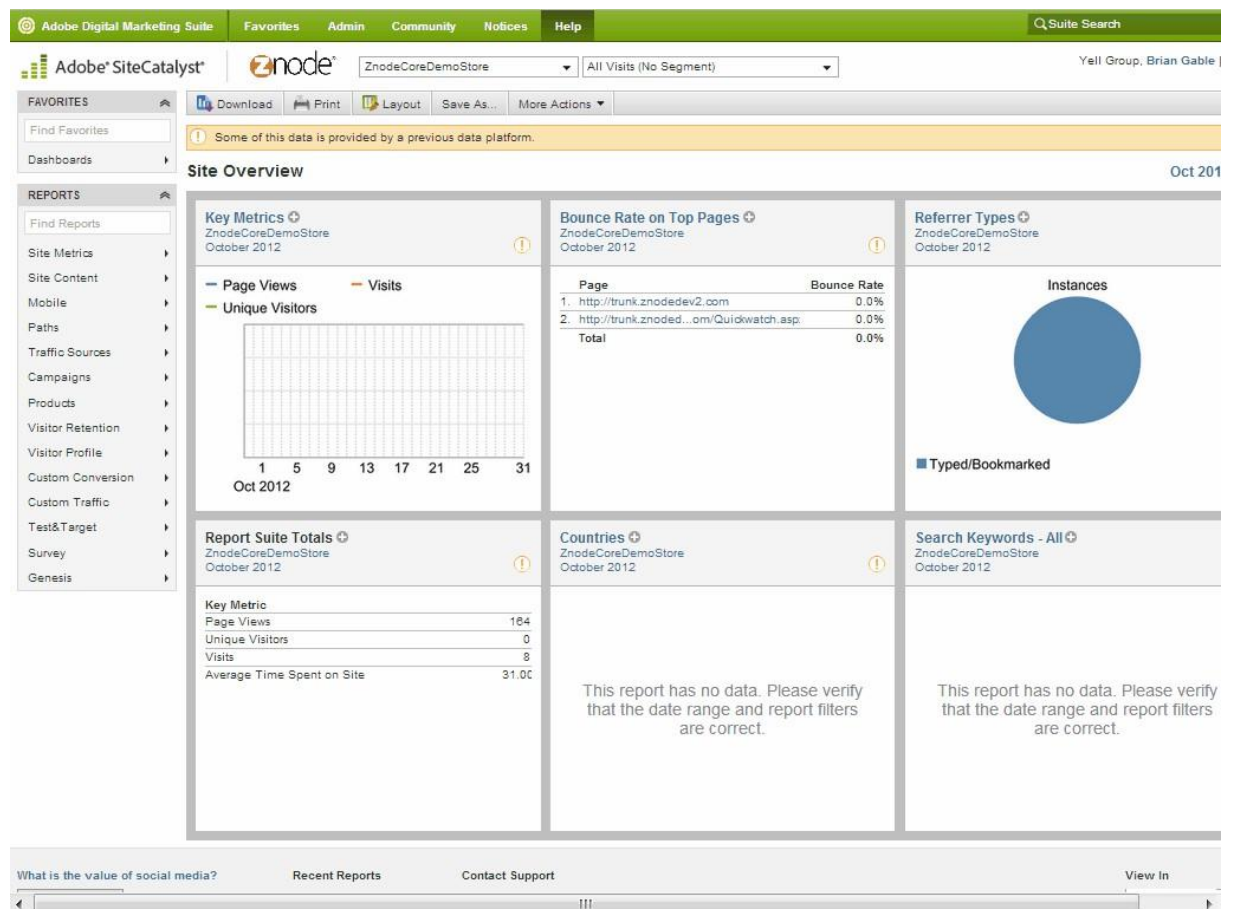 Adobe Digital Marketing Suite Favorites Admin Community Notices Help Suite Search
Adobe® SiteCatalyst® znode® ZnodeCoreDemoStore All Visits (No Segment) Yell Group, Brian Gable |
FAVORITES
Find Favorites
Dashboards
REPORTS
Find Reports
Site Metrics
Site Content
Mobile
Paths
Traffic Sources
Campaigns
Products
Visitor Retention
Visitor Profile
Custom Conversion
Custom Traffic
Test&Target
Survey
Genesis
Download Print Layout Save As... More Actions
Some of this data is provided by a previous data platform.
Site Overview Oct 201
Key Metrics
ZnodeCoreDemoStore
October 2012
Page Views Visits
Unique Visitors
1 5 9 13 17 21 25 31
Oct 2012
Bounce Rate on Top Pages
ZnodeCoreDemoStore
October 2012
Page Bounce Rate
1. http://trunk.znodedev2.com 0.0%
2. http://trunk.znoded...om/Quickwatch.asp 0.0%
Total 0.0%
Referrer Types
ZnodeCoreDemoStore
October 2012
Instances
Typed/Bookmarked
Report Suite Totals
ZnodeCoreDemoStore
October 2012
Key Metric
Page Views 164
Unique Visitors 0
Visits 8
Average Time Spent on Site 31.00
Countries
ZnodeCoreDemoStore
October 2012
This report has no data. Please verify
that the date range and report filters
are correct.
Search Keywords - All
ZnodeCoreDemoStore
October 2012
This report has no data. Please verify
that the date range and report filters
are correct.
What is the value of social media? Recent Reports Contact Support View In